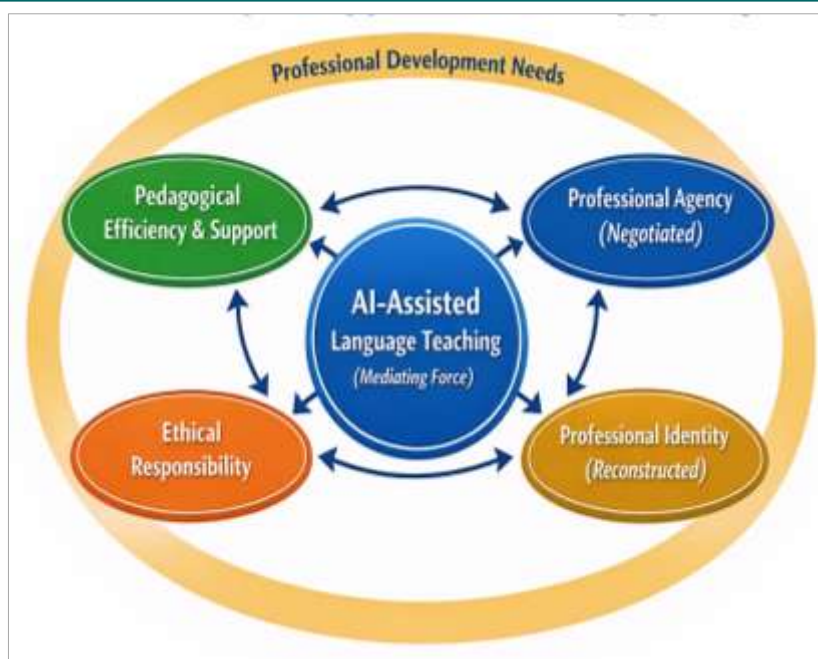 Professional Development Needs
Pedagogical
Efficiency & Support
Professional Agency
(Negotiated)
AI-Assisted
Language Teaching
(Mediating Force)
Ethical
Responsibility
Professional Identity
(Reconstructed)